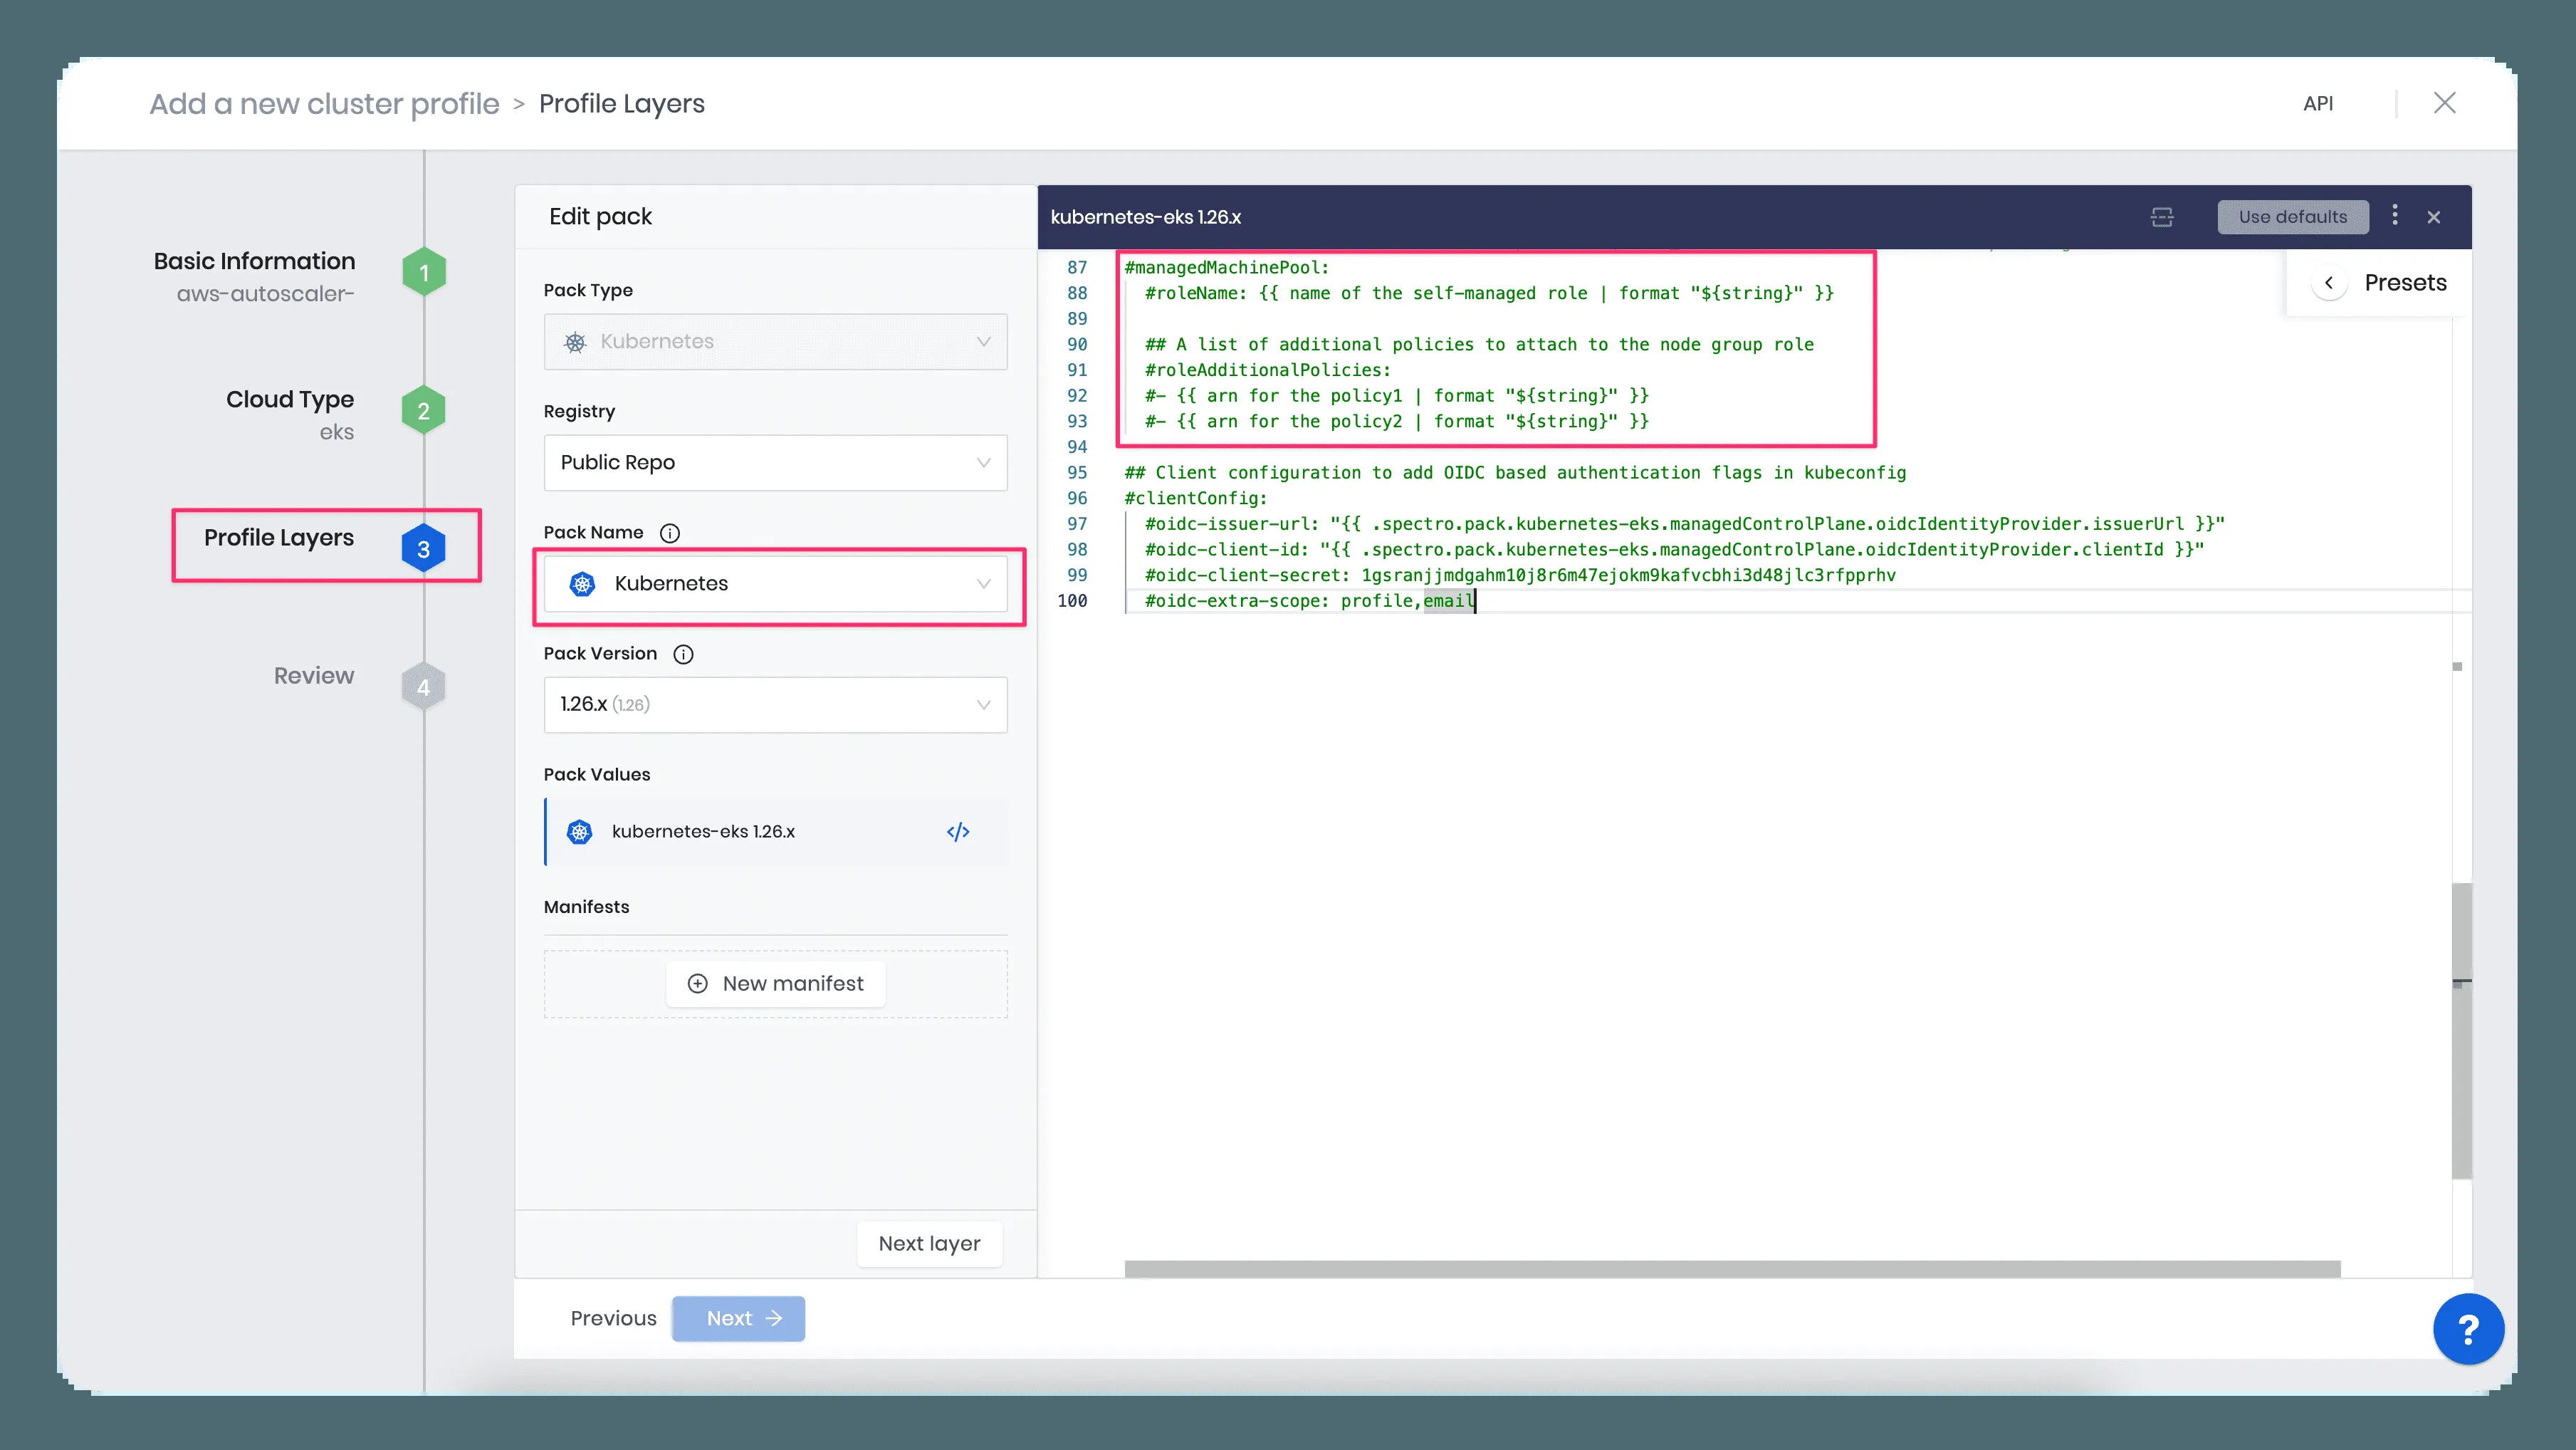 Add a new cluster profile > Profile Layers
API
Basic Information
aws-autoscaler-
1
Cloud Type
eks
2
Profile Layers
3
Review
4
Edit pack
Pack Type
Kubernetes
Registry
Public Repo
Pack Name
Kubernetes
Pack Version
1.26.x (1.26)
Pack Values
kubernetes-eks 1.26.x
</>
Manifests
New manifest
Next layer
kubernetes-eks 1.26.x
Use defaults
Presets
87 #managedMachinePool:
88 #roleName: {{ name of the self-managed role | format "${string}" }}
89
90 ## A list of additional policies to attach to the node group role
91 #roleAdditionalPolicies:
92 #- {{ arn for the policy1 | format "${string}" }}
93 #- {{ arn for the policy2 | format "${string}" }}
94
95 ## Client configuration to add OIDC based authentication flags in kubeconfig
96 #clientConfig:
97 #oidc-issuer-url: "{{ .spectro.pack.kubernetes-eks.managedControlPlane.oidcIdentityProvider.issuerUrl }}"
98 #oidc-client-id: "{{ .spectro.pack.kubernetes-eks.managedControlPlane.oidcIdentityProvider.clientId }}"
99 #oidc-client-secret: 1gsranjjmdgahm10j8r6m47ejokm9kafvcbhi3d48jlc3rfpprhv
100 #oidc-extra-scope: profile,email
Previous
Next →
?